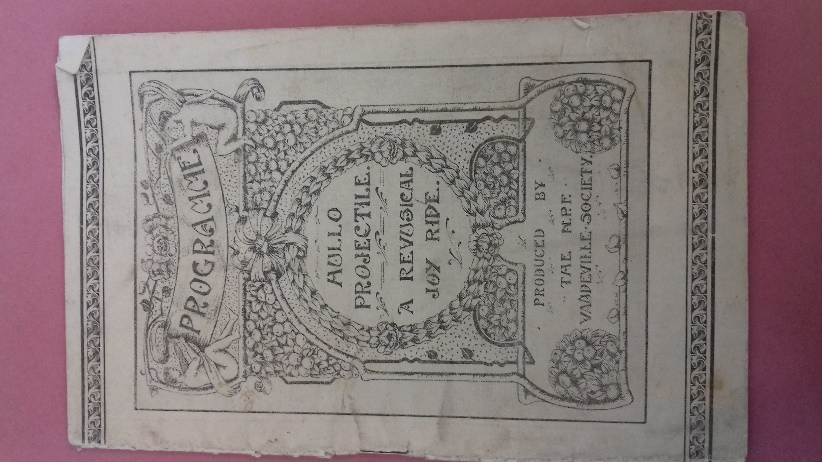 PROGRAMME.
HULLO
PROJECTILE.
A REVUSICAL
JOY RIDE.
PRODUCED BY
THE N.P.F.
VAUDEVILLE-SOCIETY.